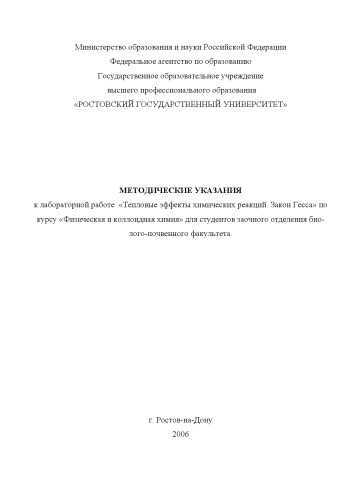 Министерство образования и науки Российской Федерации
Федеральное агентство по образованию
Государственное образовательное учреждение
высшего профессионального образования
«РОСТОВСКИЙ ГОСУДАРСТВЕННЫЙ УНИВЕРСИТЕТ»
МЕТОДИЧЕСКИЕ УКАЗАНИЯ
к лабораторной работе «Тепловые эффекты химических реакций. Закон Гесса» по
курсу «Физическая и коллоидная химия» для студентов заочного отделения био-
лого-почвенного факультета.
г. Ростов-на-Дону
2006